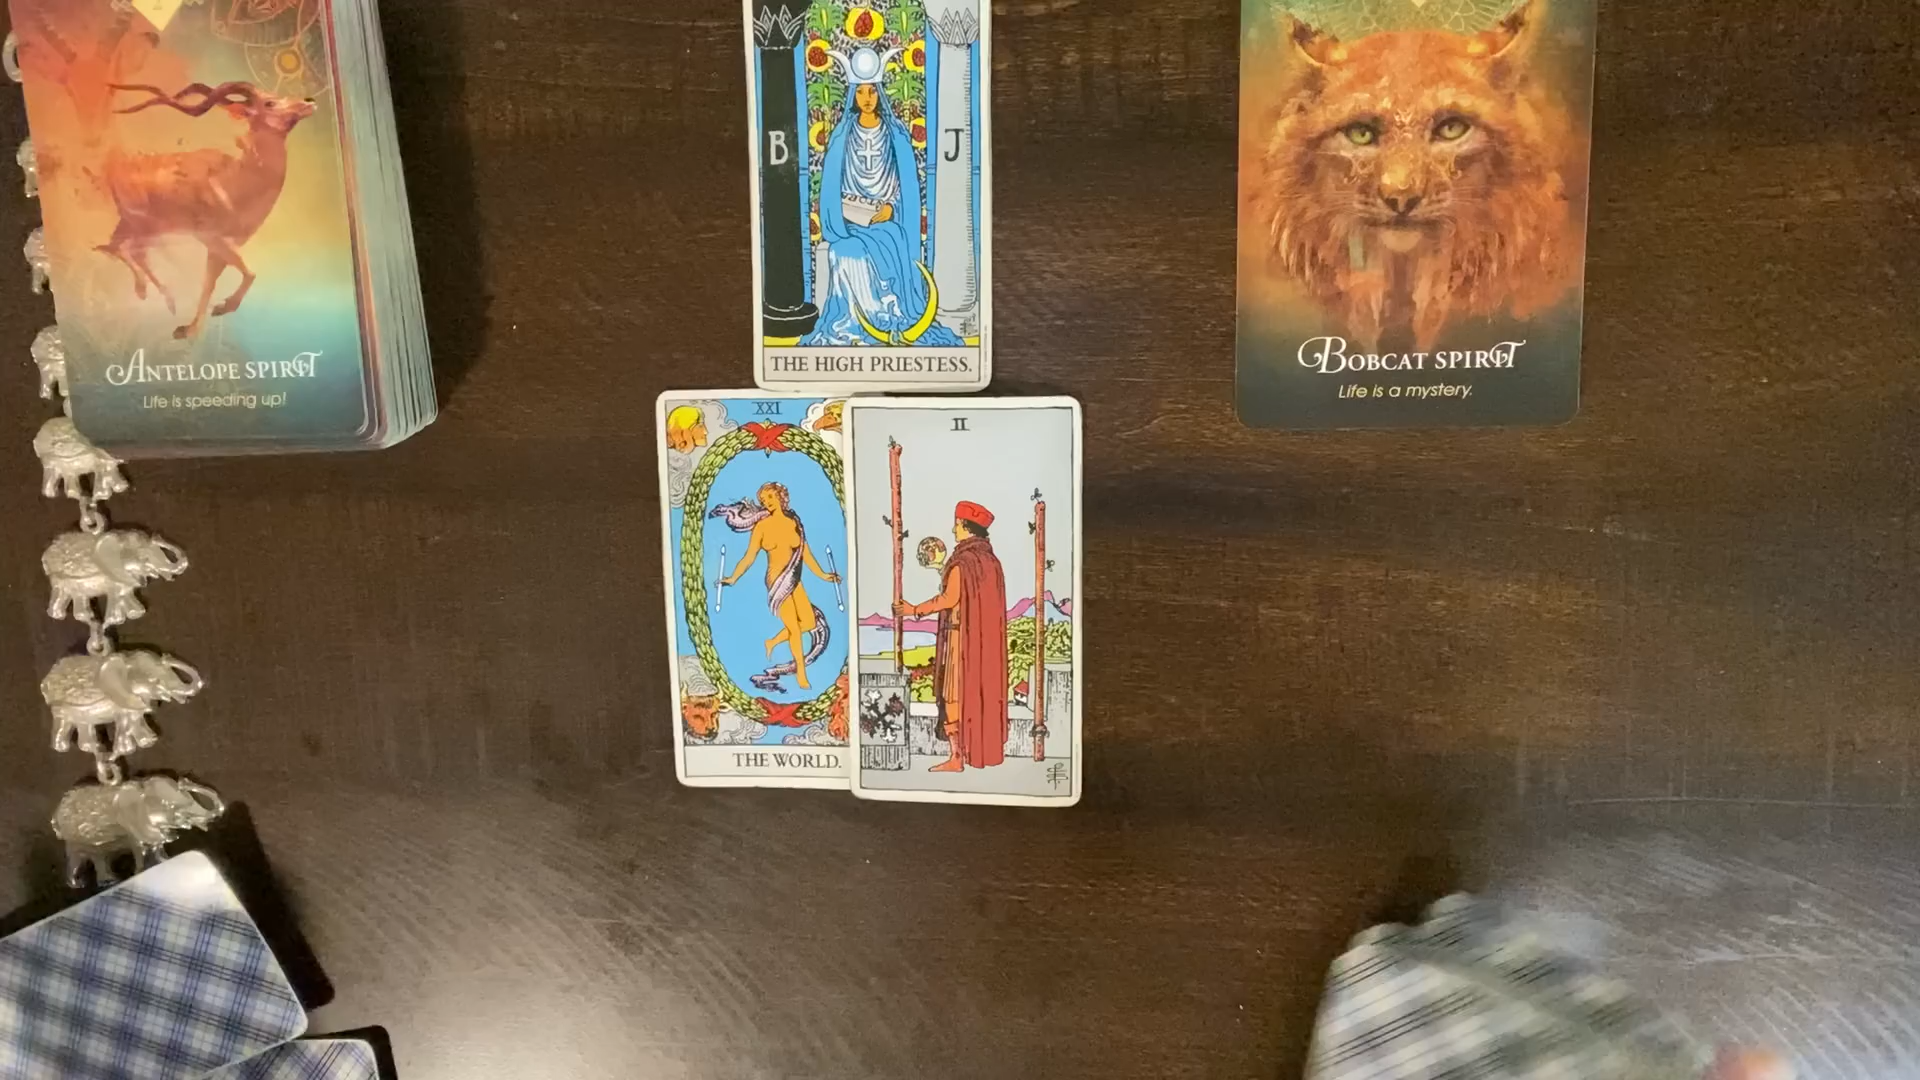 ANTELOPE SPIRIT
Life is speeding up!
B
J
THE HIGH PRIESTESS.
BOBCAT SPIRIT
Life is a mystery.
XXI
THE WORLD.
II